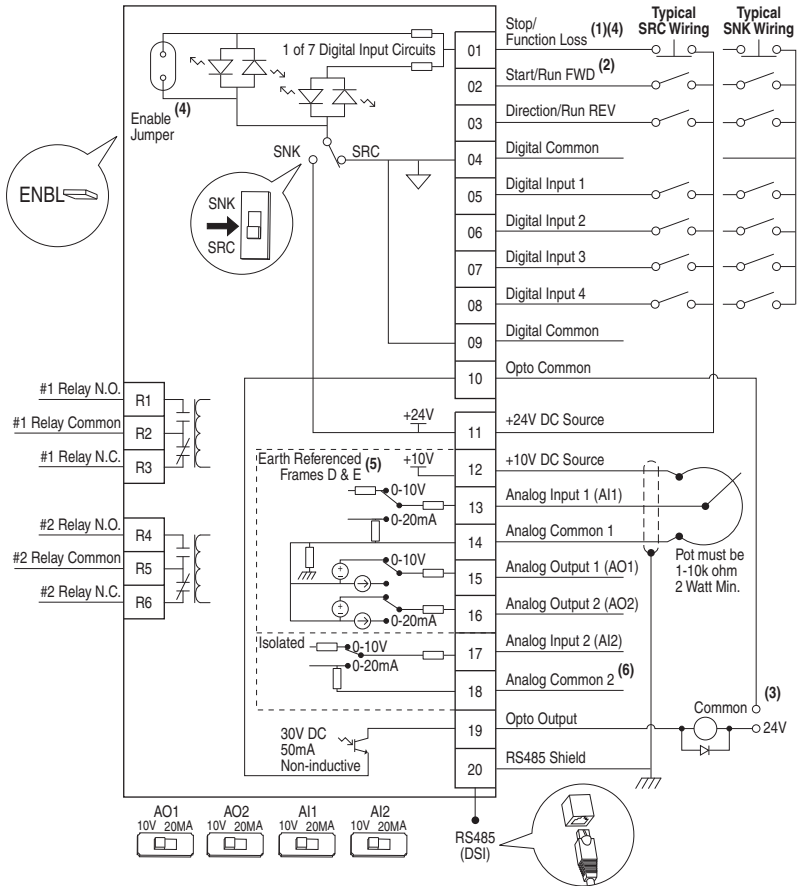 Typical
SRC Wiring
Typical
SNK Wiring
Stop/
Function Loss
(1)(4)
1 of 7 Digital Input Circuits
01
Start/Run FWD (2)
02
Enable (4)
Jumper
Direction/Run REV
03
SNK
SRC
Digital Common
04
ENBL
SNK
SRC
Digital Input 1
05
Digital Input 2
06
Digital Input 3
07
Digital Input 4
08
Digital Common
09
Opto Common
10
#1 Relay N.O.
R1
#1 Relay Common
R2
#1 Relay N.C.
R3
+24V
11
+24V DC Source
Earth Referenced (5)
Frames D & E
+10V
12
+10V DC Source
0-10V
13
Analog Input 1 (AI1)
0-20mA
14
Analog Common 1
#2 Relay N.O.
R4
#2 Relay Common
R5
#2 Relay N.C.
R6
0-10V
15
Analog Output 1 (AO1)
Pot must be
1-10k ohm
2 Watt Min.
0-20mA
16
Analog Output 2 (AO2)
Isolated
0-10V
17
Analog Input 2 (AI2)
0-20mA
18
Analog Common 2 (6)
Common
(3)
24V
19
Opto Output
30V DC
50mA
Non-inductive
20
RS485 Shield
AO1
10V 20MA
AO2
10V 20MA
AI1
10V 20MA
AI2
10V 20MA
RS485
(DSI)